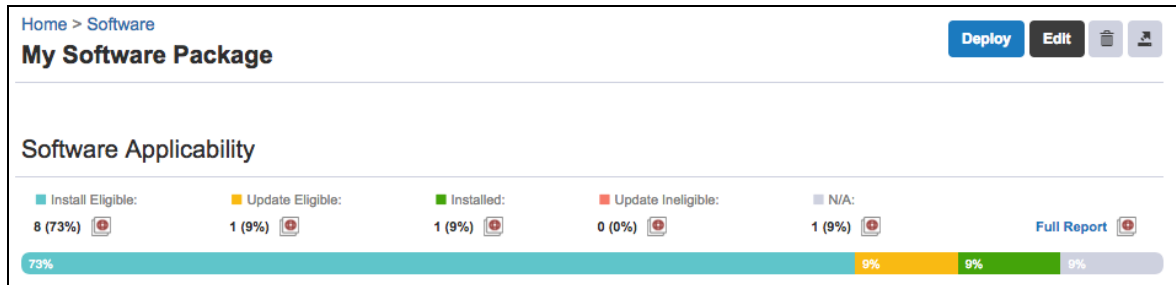 Home > Software
My Software Package
Deploy Edit
Software Applicability
Install Eligible: Update Eligible: Installed: Update Ineligible: N/A:
8 (73%) 1 (9%) 1 (9%) 0 (0%) 1 (9%) Full Report
73% 9% 9% 9%